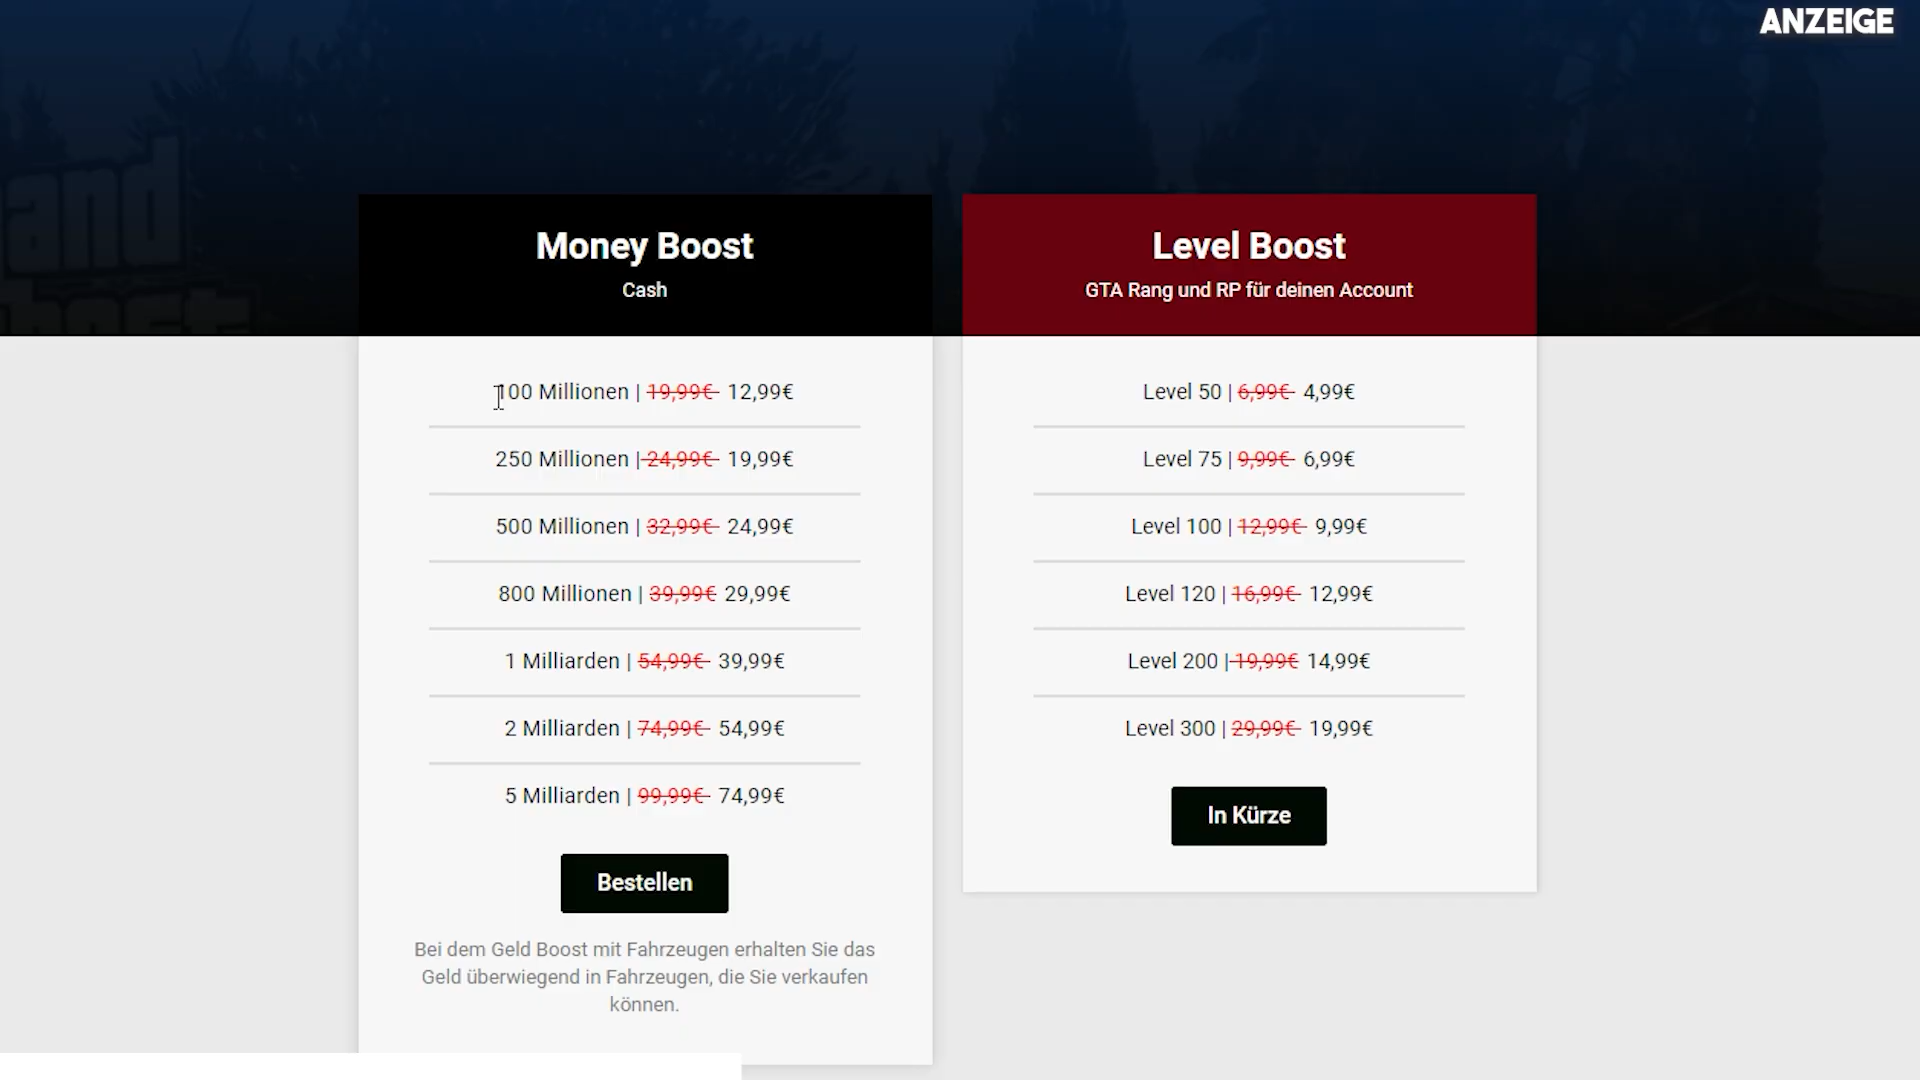 ANZEIGE
and
Money Boost
Cash
100 Millionen | 19,99€ 12,99€
250 Millionen | 24,99€ 19,99€
500 Millionen | 32,99€ 24,99€
800 Millionen | 39,99€ 29,99€
1 Milliarden | 54,99€ 39,99€
2 Milliarden | 74,99€ 54,99€
5 Milliarden | 99,99€ 74,99€
Bestellen
Bei dem Geld Boost mit Fahrzeugen erhalten Sie das
Geld überwiegend in Fahrzeugen, die Sie verkaufen
können.
Level Boost
GTA Rang und RP für deinen Account
Level 50 | 6,99€ 4,99€
Level 75 | 9,99€ 6,99€
Level 100 | 12,99€ 9,99€
Level 120 | 16,99€ 12,99€
Level 200 | 19,99€ 14,99€
Level 300 | 29,99€ 19,99€
In Kürze